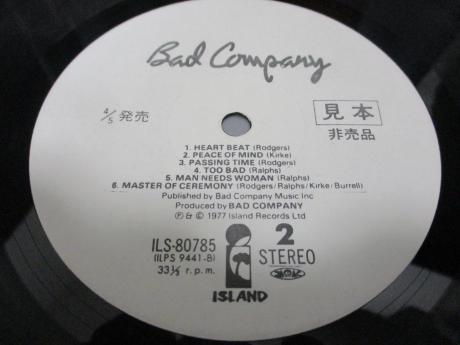 Bad Company
4/5 発売
見本
非売品
1. HEART BEAT (Rodgers)
2. PEACE OF MIND (Kirke)
3. PASSING TIME (Rodgers)
4. TOO BAD (Ralphs)
5. MAN NEEDS WOMAN (Ralphs)
6. MASTER OF CEREMONY (Rodgers/Ralphs/Kirke/Burrell)
Published by Bad Company Music Inc
Produced by BAD COMPANY
℗ & © 1977 Island Records Ltd
ILS-80785
(ILPS 9441-B)
33⅓ r.p.m.
2
STEREO
ISLAND